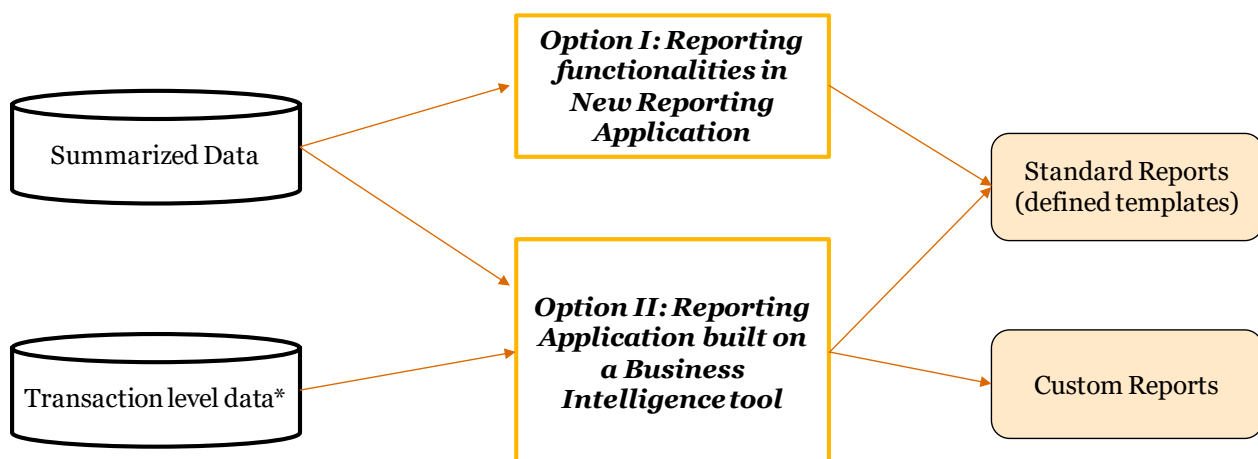 Option I: Reporting
functionalities in
New Reporting
Application
Summarized Data
Standard Reports
(defined templates)
Option II: Reporting
Application built on
a Business
Intelligence tool
Transaction level data*
Custom Reports